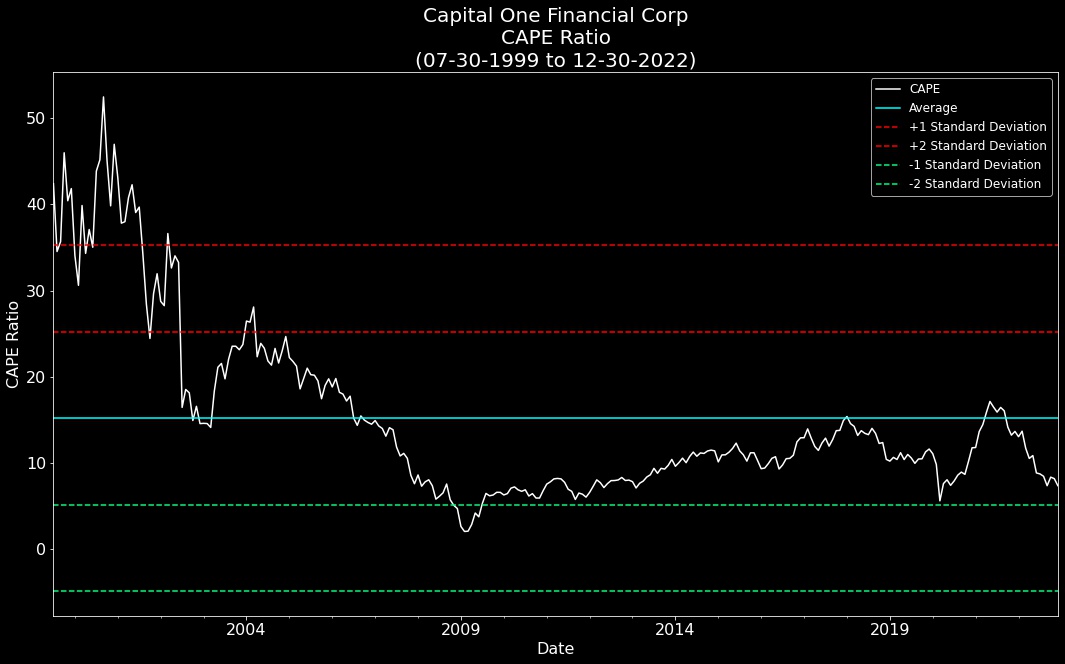 Capital One Financial Corp
CAPE Ratio
(07-30-1999 to 12-30-2022)
CAPE
Average
+1 Standard Deviation
+2 Standard Deviation
-1 Standard Deviation
-2 Standard Deviation
CAPE Ratio
50
40
30
20
10
0
2004
2009
2014
2019
Date